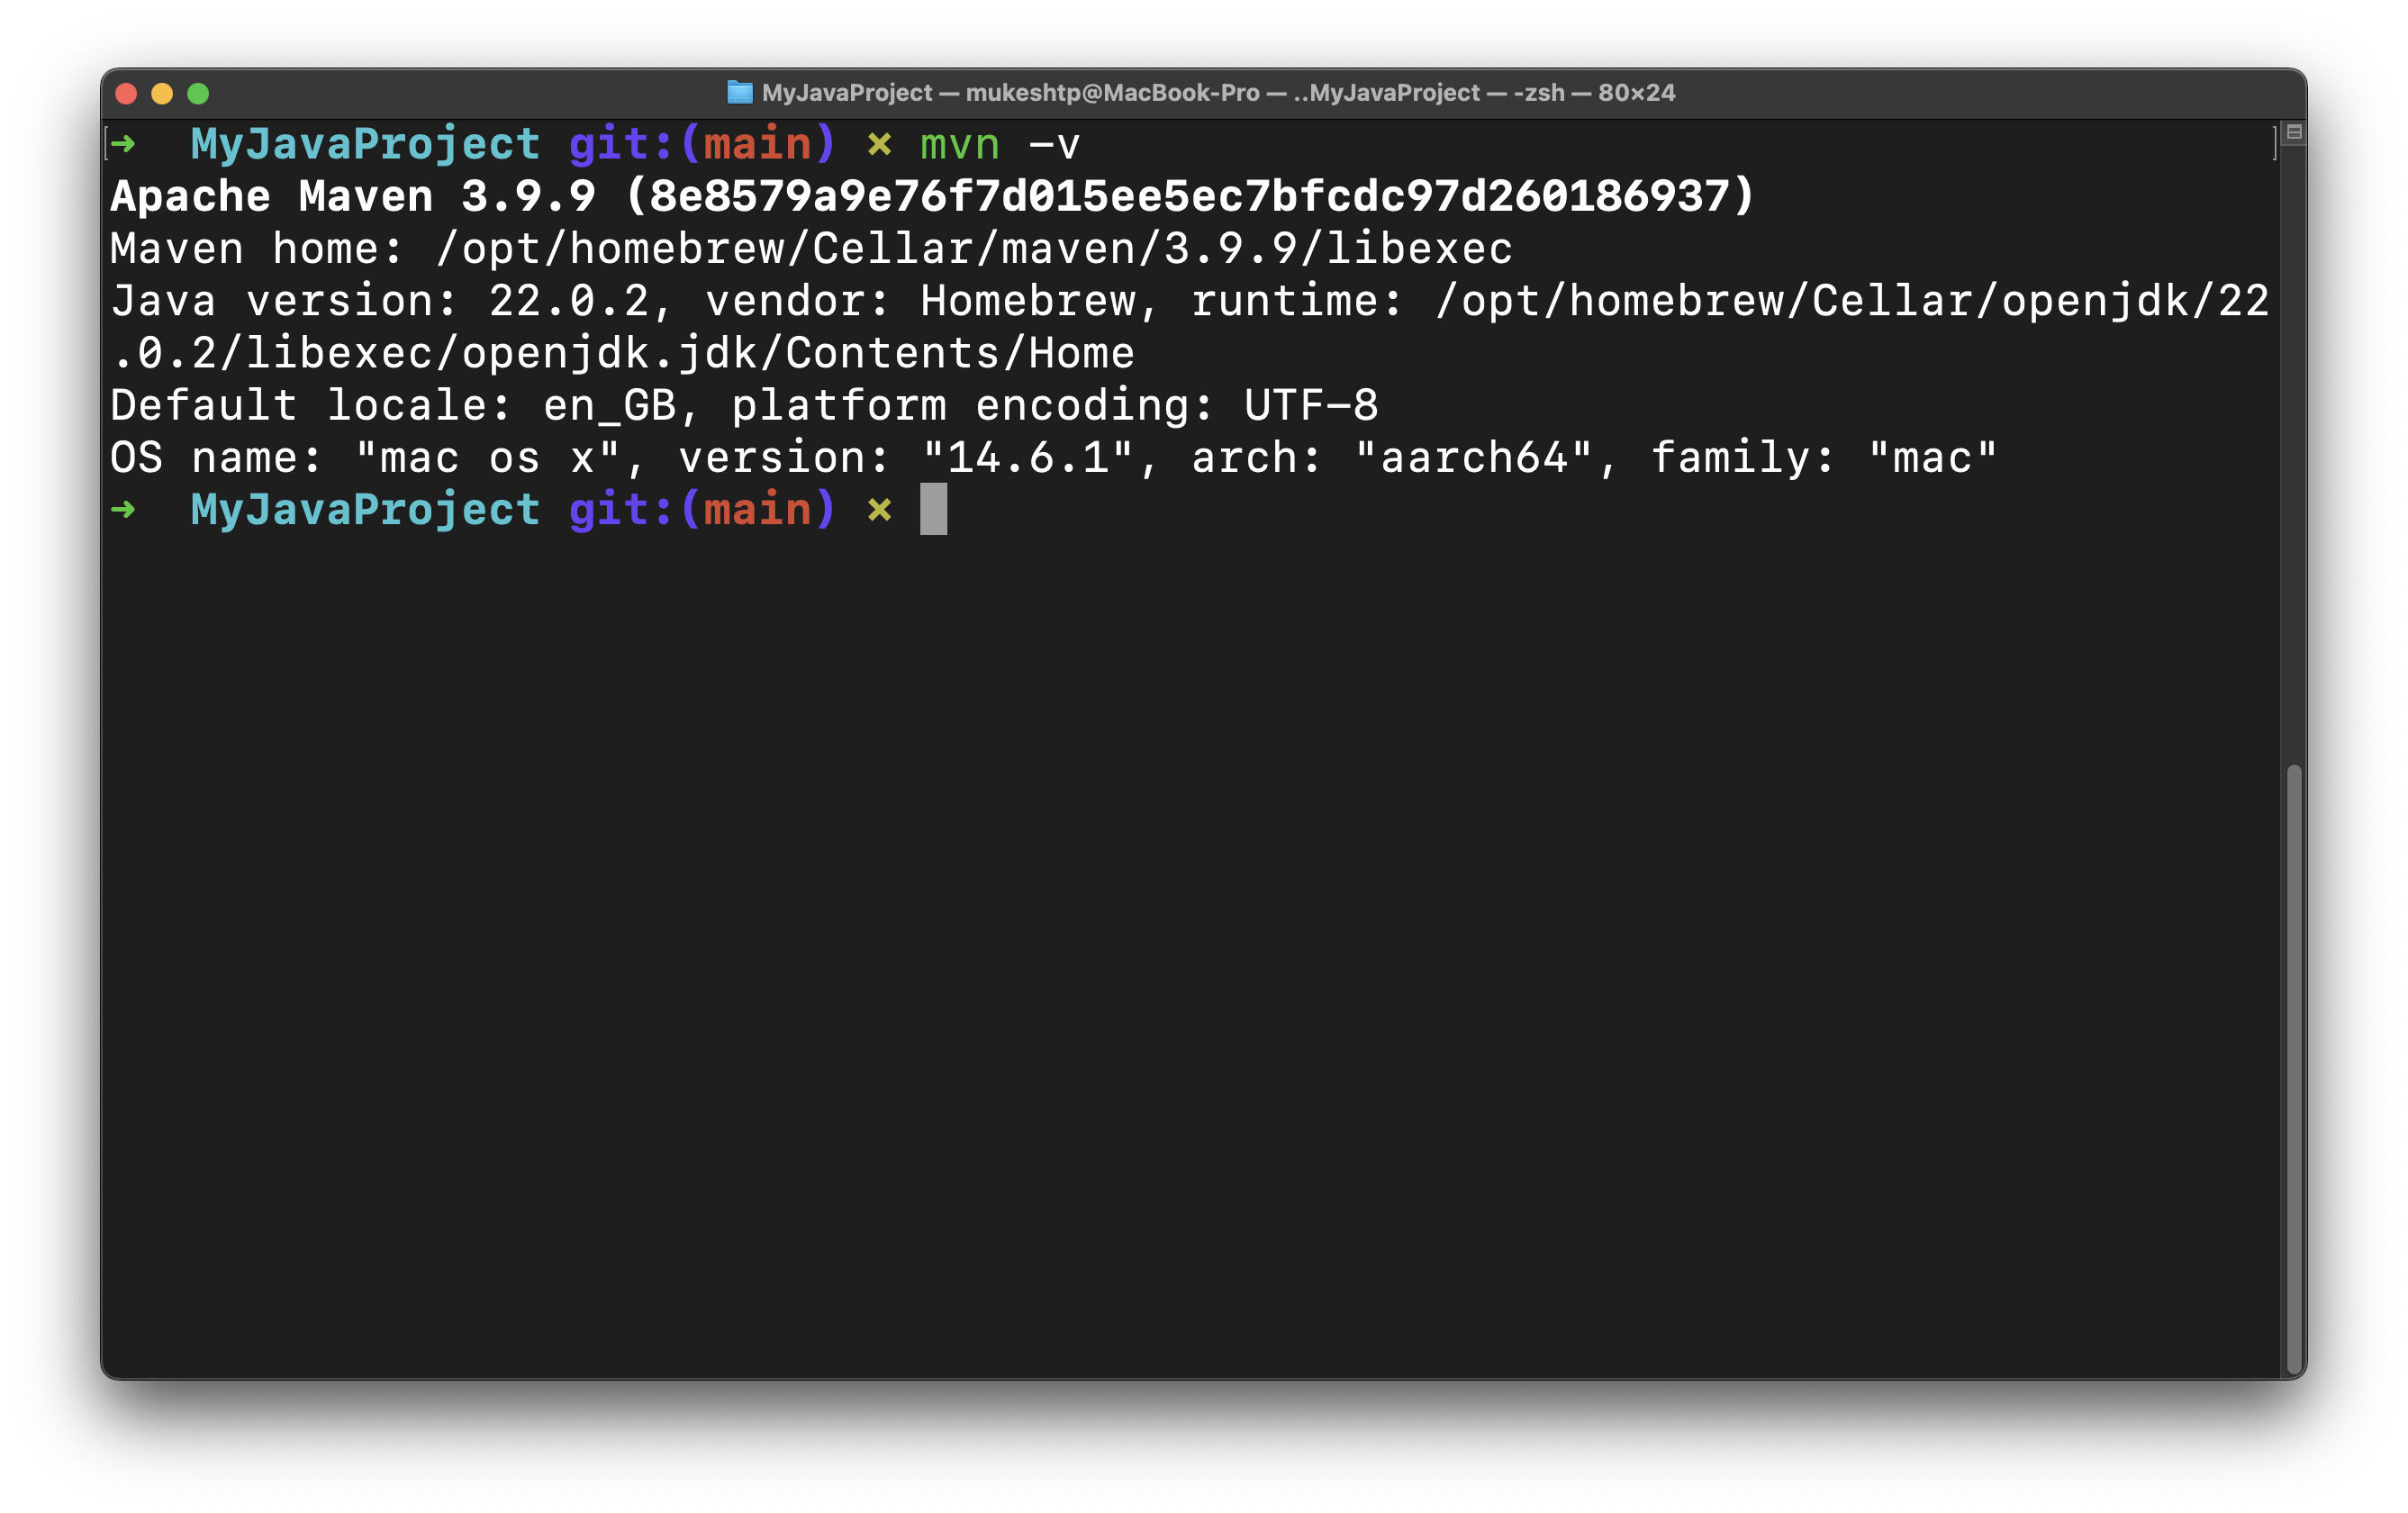 MyJavaProject — mukeshtp@MacBook-Pro — ..MyJavaProject — -zsh — 80×24
[➜  MyJavaProject git:(main) ✗ mvn -v ]
Apache Maven 3.9.9 (8e8579a9e76f7d015ee5ec7bfcdc97d260186937)
Maven home: /opt/homebrew/Cellar/maven/3.9.9/libexec
Java version: 22.0.2, vendor: Homebrew, runtime: /opt/homebrew/Cellar/openjdk/22
.0.2/libexec/openjdk.jdk/Contents/Home
Default locale: en_GB, platform encoding: UTF-8
OS name: "mac os x", version: "14.6.1", arch: "aarch64", family: "mac"
➜  MyJavaProject git:(main) ✗